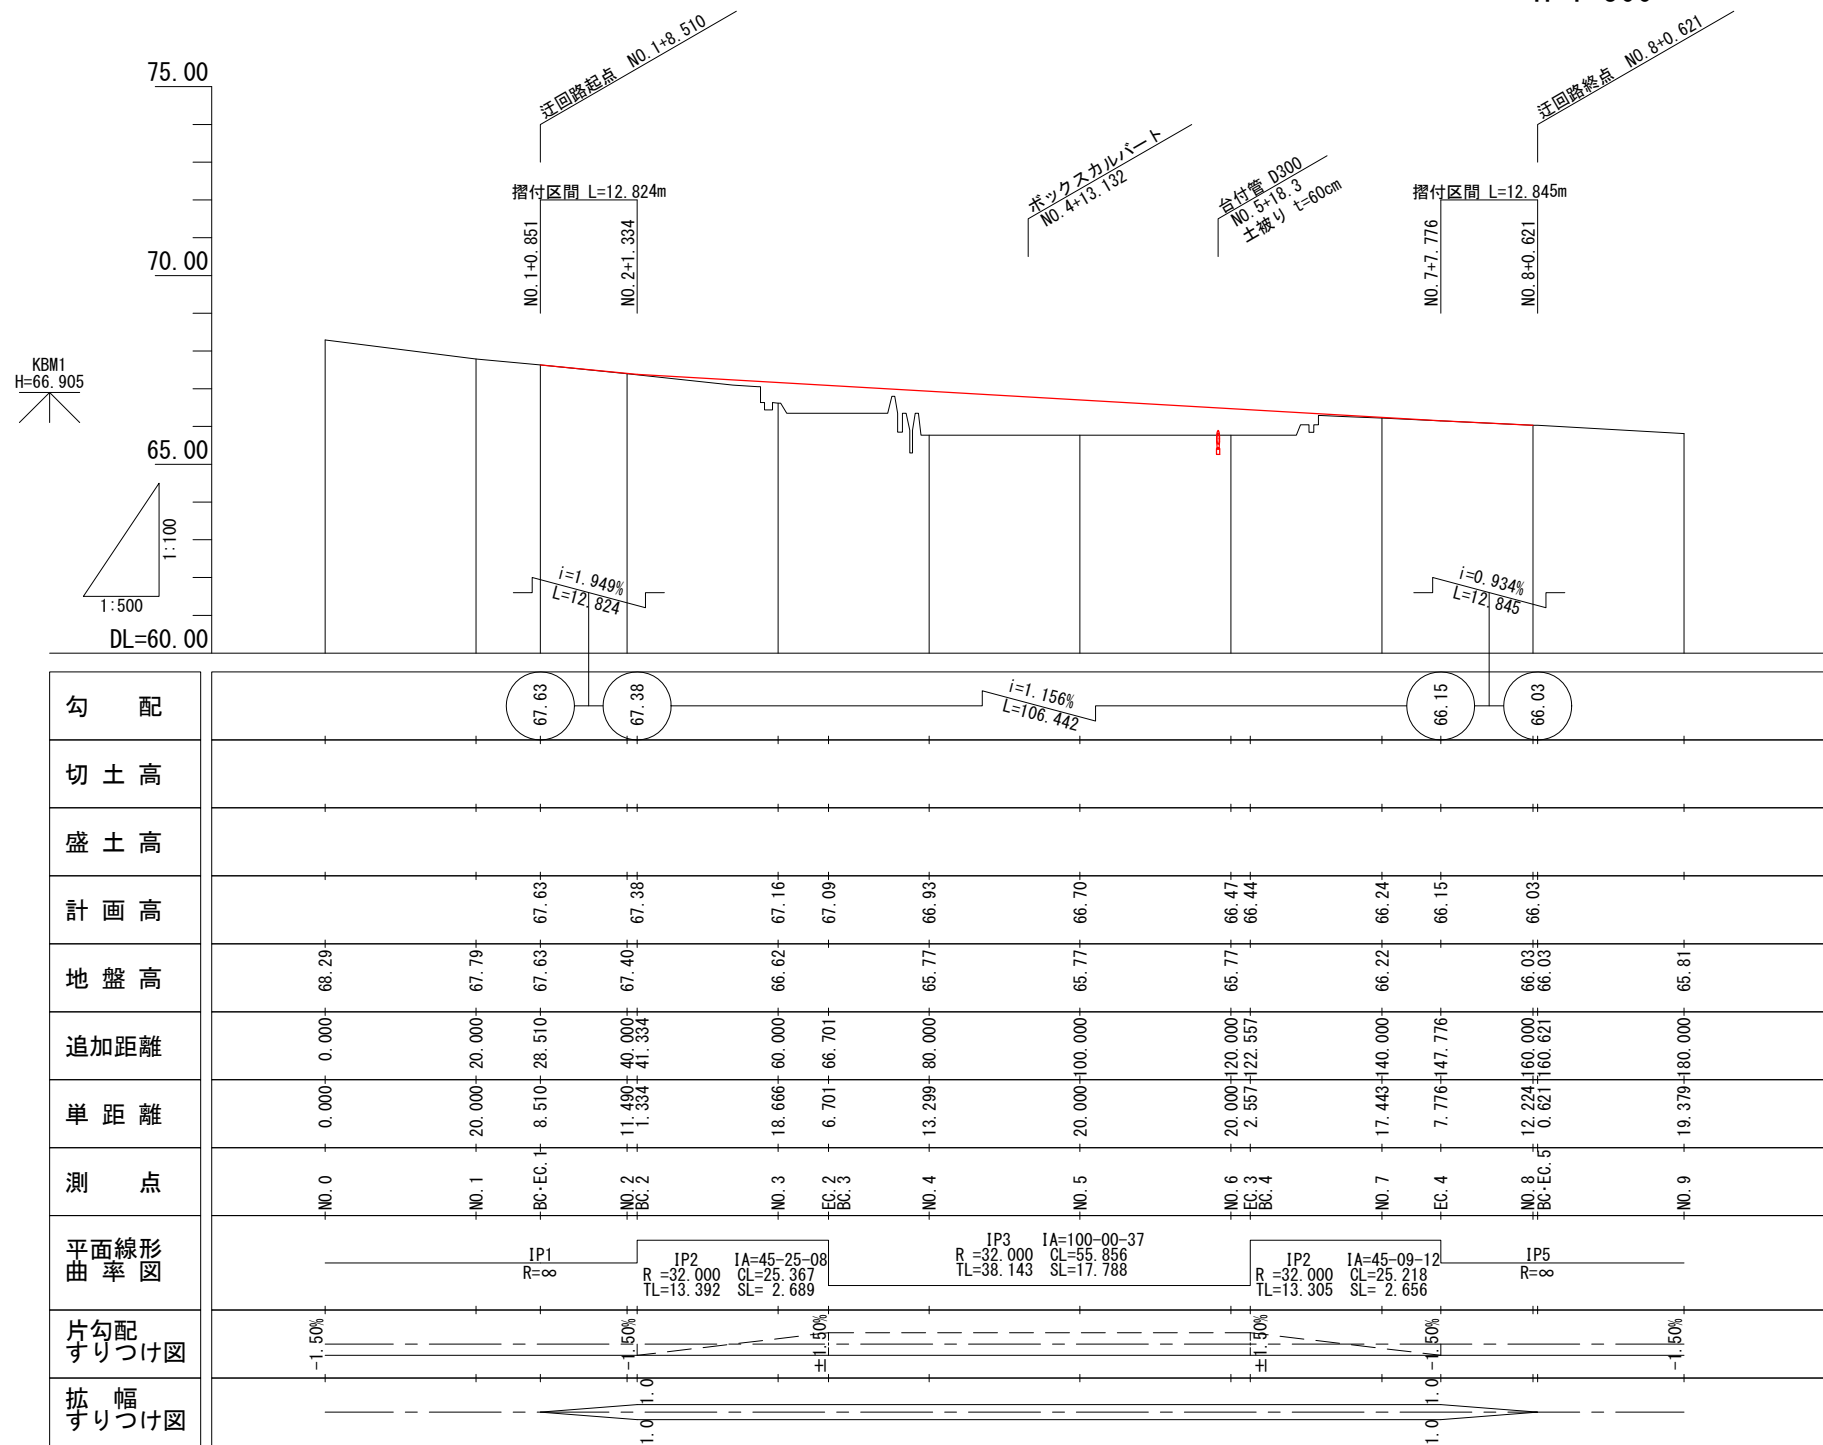 迂回路起点 NO.1+8.510
迂回路終点 NO.8+0.621
75.00
70.00
65.00
DL=60.00
KBM1
H=66.905
1:100
1:500
摺付区間 L=12.824m
NO.1+0.851
NO.2+1.334
ボックスカルバート
NO.4+13.132
台付管 D300
NO.5+18.3
土被り t=60cm
摺付区間 L=12.845m
NO.7+7.776
NO.8+0.621
i=1.949%
L=12.824
i=0.934%
L=12.845
勾 配
67.63
67.38
i=1.156%
L=106.442
66.15
66.03
切土高
盛土高
計画高
67.63
67.38
67.16
67.09
66.93
66.70
66.47
66.44
66.24
66.15
66.03
地盤高
68.29
67.79
67.63
67.40
66.62
65.77
65.77
65.77
66.22
66.03
66.03
65.81
追加距離
0.000
20.000
28.510
40.000
41.334
60.000
66.701
80.000
100.000
120.000
122.557
140.000
147.776
160.000
160.621
180.000
単距離
0.000
20.000
8.510
11.490
1.334
18.666
6.701
13.299
20.000
20.000
2.557
17.443
7.776
12.224
0.621
19.379
測 点
NO.0
NO.1
BC・EC.1
NO.2
BC.2
NO.3
EC.2
BC.3
NO.4
NO.5
NO.6
EC.3
BC.4
NO.7
EC.4
NO.8
BC・EC.5
NO.9
平面線形
曲率図
IP1
R=∞
IP2 IA=45-25-08
R =32.000 CL=25.367
TL=13.392 SL= 2.689
IP3 IA=100-00-37
R =32.000 CL=55.856
TL=38.143 SL=17.788
IP2 IA=45-09-12
R =32.000 CL=25.218
TL=13.305 SL= 2.656
IP5
R=∞
片勾配
すりつけ図
-1.50%
-1.50%
±1.50%
±1.50%
-1.50%
-1.50%
拡 幅
すりつけ図
1.0
1.0
1.0
1.0